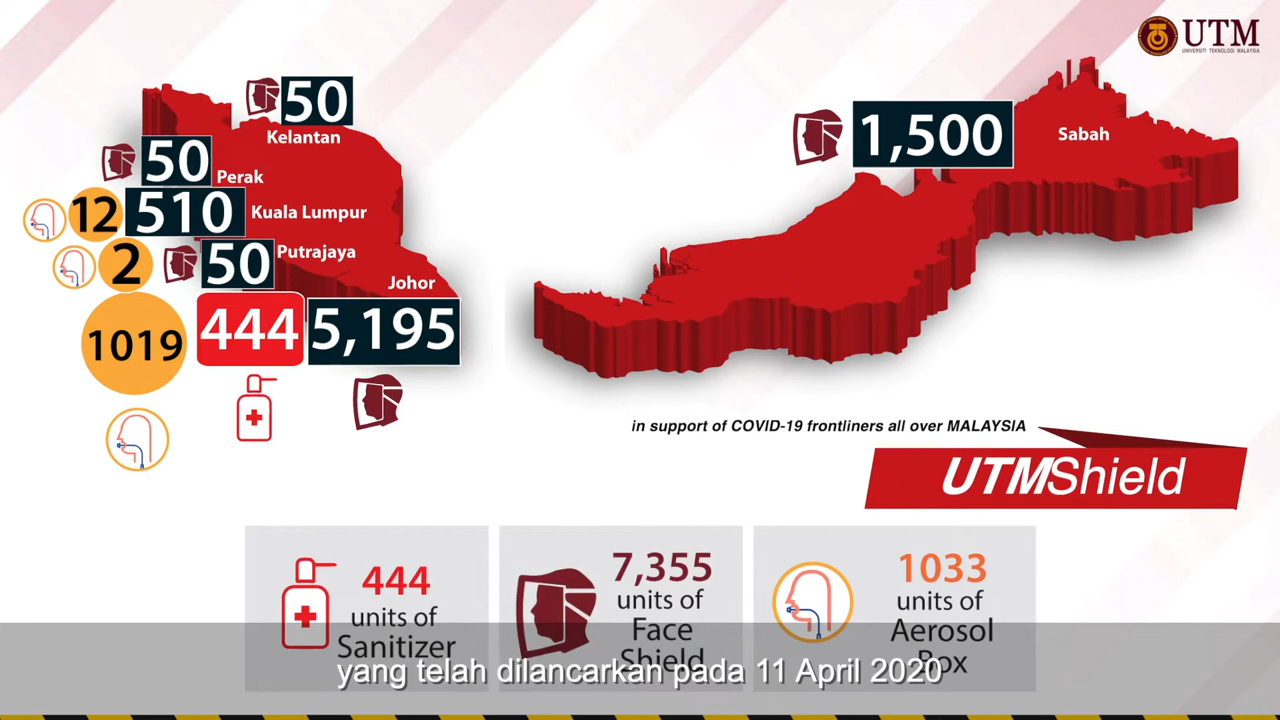 UTM
UNIVERSITI TEKNOLOGI MALAYSIA
50
Kelantan
50
Perak
12 510 Kuala Lumpur
2 50 Putrajaya
Johor
1019 444 5,195
1,500
Sabah
in support of COVID-19 frontliners all over MALAYSIA
UTMShield
444
units of
Sanitizer
7,355
units of
Face
Shield
1033
units of
Aerosol
Box
yang telah dilancarkan pada 11 April 2020